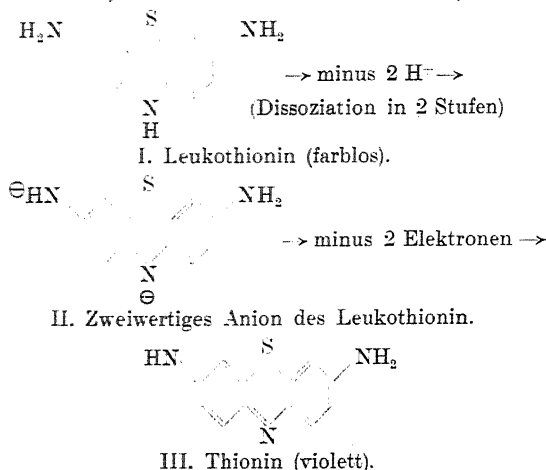 H₂N S NH₂
→ minus 2 H⁺ →
N (Dissoziation in 2 Stufen)
H
I. Leukothionin (farblos).
⊖HN S NH₂
→ minus 2 Elektronen →
N
⊖
II. Zweiwertiges Anion des Leukothionin.
HN S NH₂
N
III. Thionin (violett).